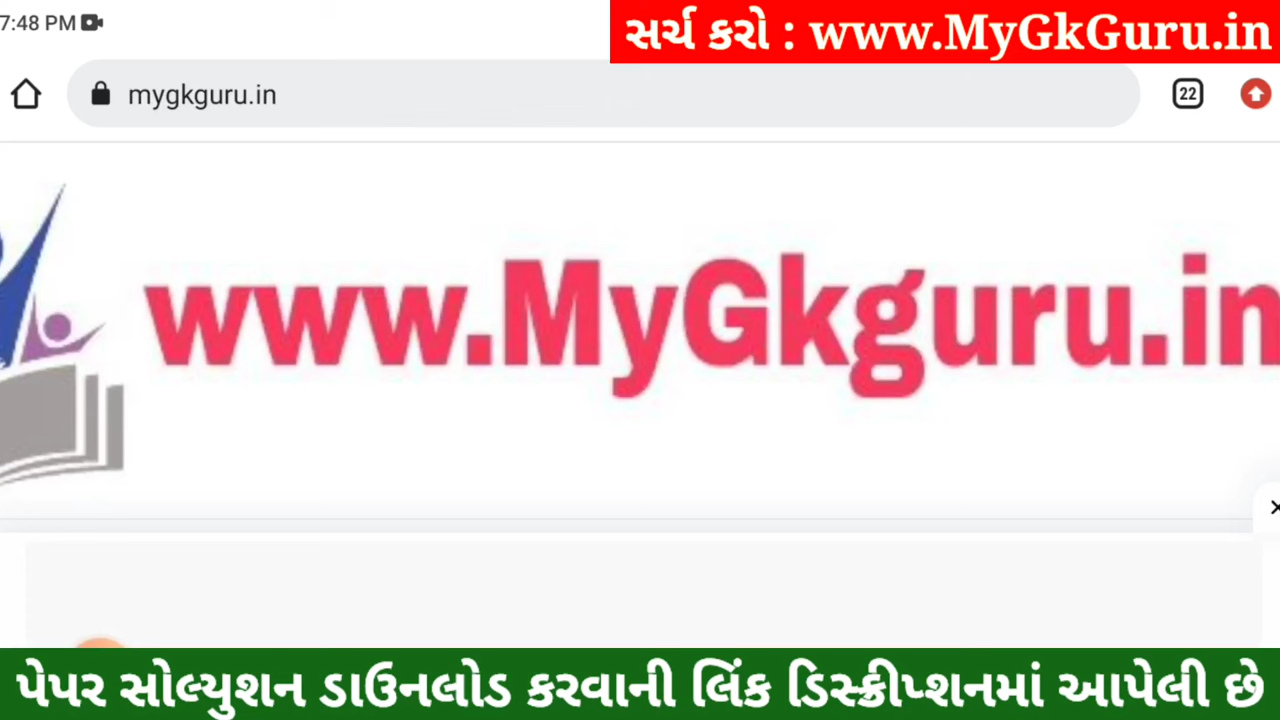 7:48 PM
સર્ચ કરો : www.MyGkGuru.in
mygkguru.in
22
www.MyGkguru.in
પેપર સોલ્યુશન ડાઉનલોડ કરવાની લિંક ડિસ્ક્રીપ્શનમાં આપેલી છે